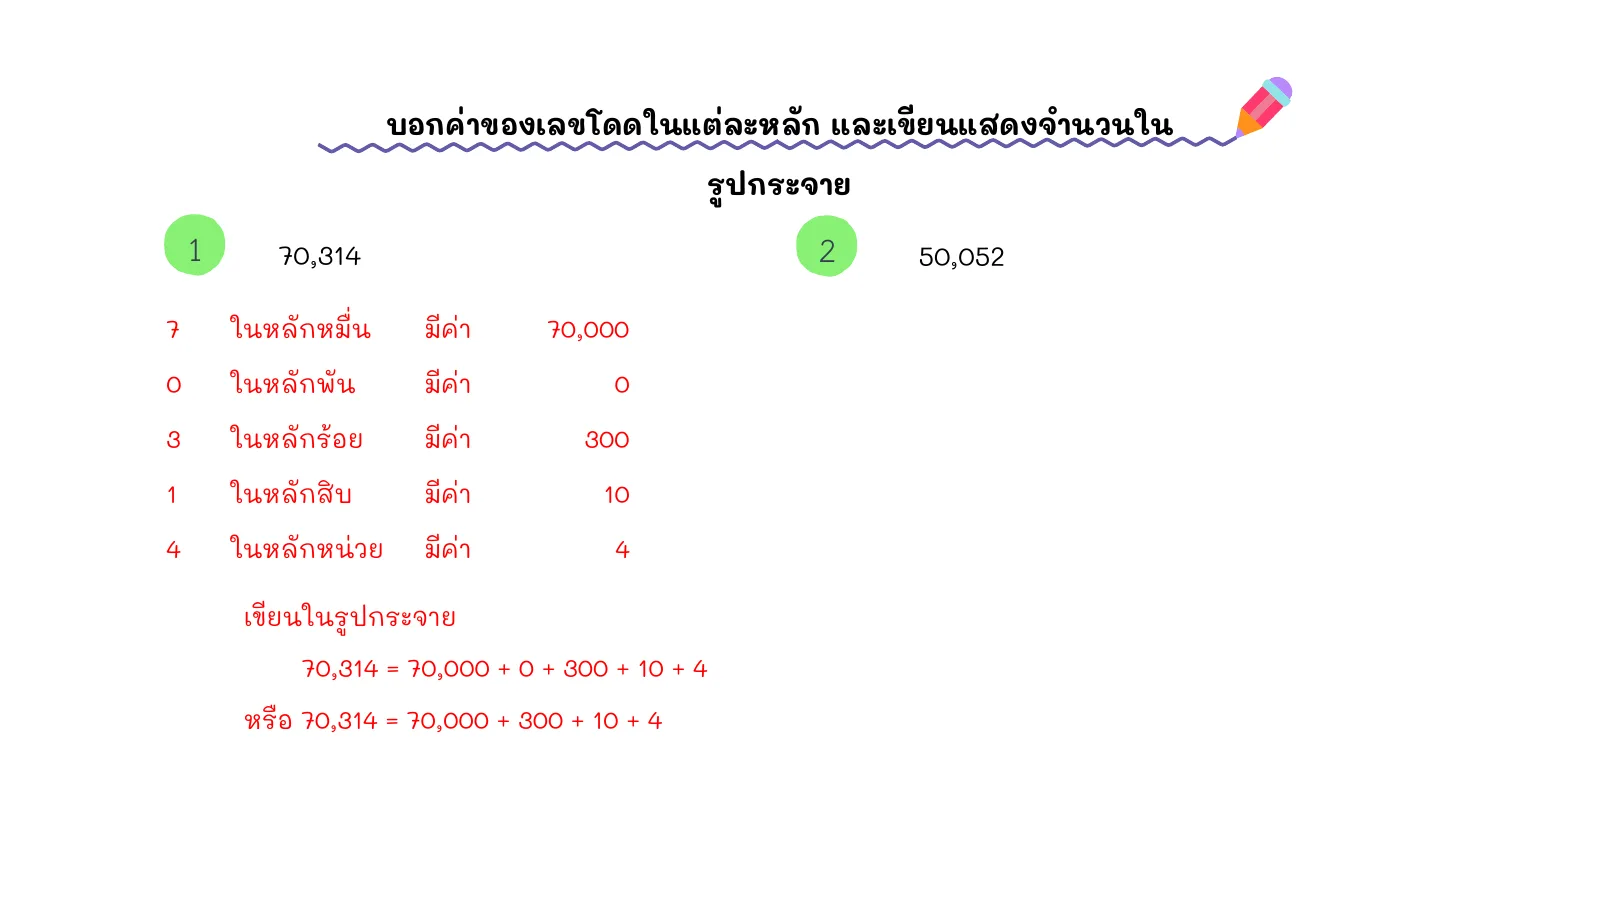 บอกค่าของเลขโดดในแต่ละหลัก และเขียนแสดงจำนวนใน
รูปกระจาย
1 70,314
2 50,052
7 ในหลักหมื่น มีค่า 70,000
0 ในหลักพัน มีค่า 0
3 ในหลักร้อย มีค่า 300
1 ในหลักสิบ มีค่า 10
4 ในหลักหน่วย มีค่า 4
เขียนในรูปกระจาย
70,314 = 70,000 + 0 + 300 + 10 + 4
หรือ 70,314 = 70,000 + 300 + 10 + 4